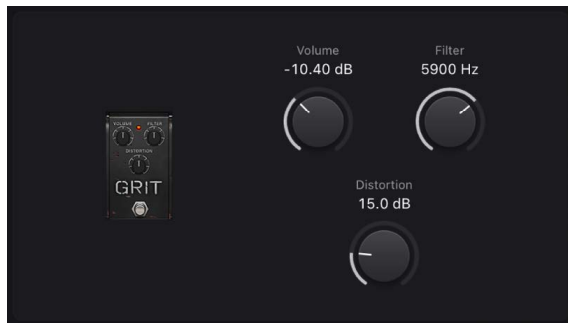 Volume
-10.40 dB
Filter
5900 Hz
VOLUME
FILTER
DISTORTION
GRIT
Distortion
15.0 dB